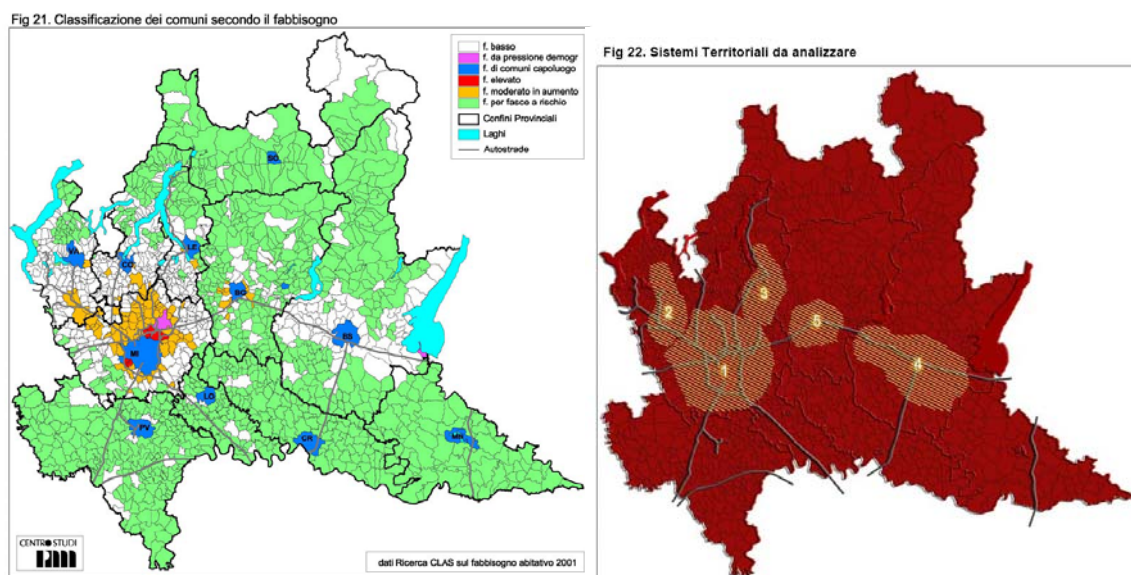 Fig 21. Classificazione dei comuni secondo il fabbisogno
f. basso
f. da pressione demogr
f. di comuni capoluogo
f. elevato
f. moderato in aumento
f. per fasce a rischio
Confini Provinciali
Laghi
Autostrade
SO
VA
CO
LE
BG
BS
MI
LO
PV
CR
MN
CENTRO STUDI
dati Ricerca CLAS sul fabbisogno abitativo 2001
Fig 22. Sistemi Territoriali da analizzare
3
2
5
4
1